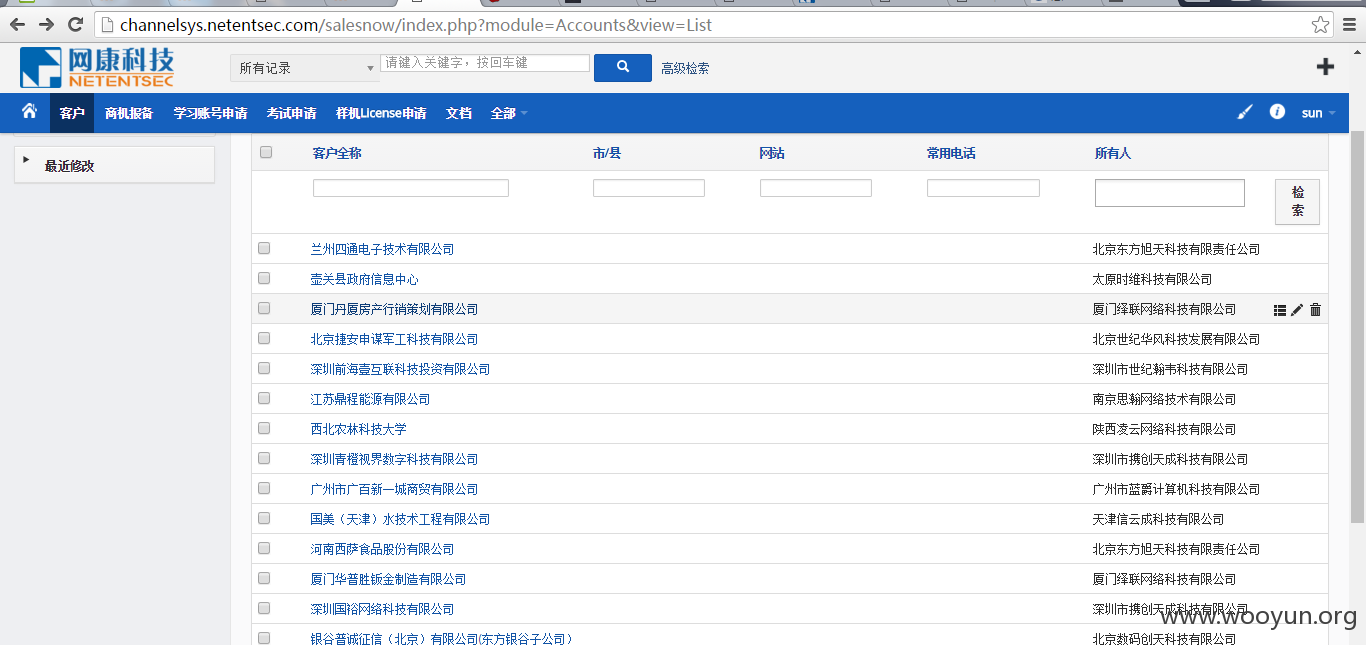 channelsys.netentsec.com/salesnow/index.php?module=Accounts&view=List
网康科技
NETENTSEC
所有记录
请键入关键字，按回车键
高级检索
客户 商机报备 学习账号申请 考试申请 样机License申请 文档 全部 sun
最近修改
客户全称 市/县 网站 常用电话 所有人
检索
兰州四通电子技术有限公司 北京东方旭天科技有限责任公司
壶关县政府信息中心 太原时维科技有限公司
厦门丹厦房产行销策划有限公司 厦门绎联网络科技有限公司
北京捷安申谋军工科技有限公司 北京世纪华风科技发展有限公司
深圳前海壹互联科技投资有限公司 深圳市世纪瀚韦科技有限公司
江苏鼎程能源有限公司 南京思瀚网络技术有限公司
西北农林科技大学 陕西凌云网络科技有限公司
深圳青橙视界数字科技有限公司 深圳市携创天成科技有限公司
广州市广百新一城商贸有限公司 广州市蓝爵计算机科技有限公司
国美（天津）水技术工程有限公司 天津信云成科技有限公司
河南西萨食品股份有限公司 北京东方旭天科技有限责任公司
厦门华普胜钣金制造有限公司 厦门绎联网络科技有限公司
深圳国裕网络科技有限公司 深圳市携创天成科技有限公司
www.wooyun.org
银谷普诚征信（北京）有限公司(东方银谷子公司） 北京数码创天科技有限公司